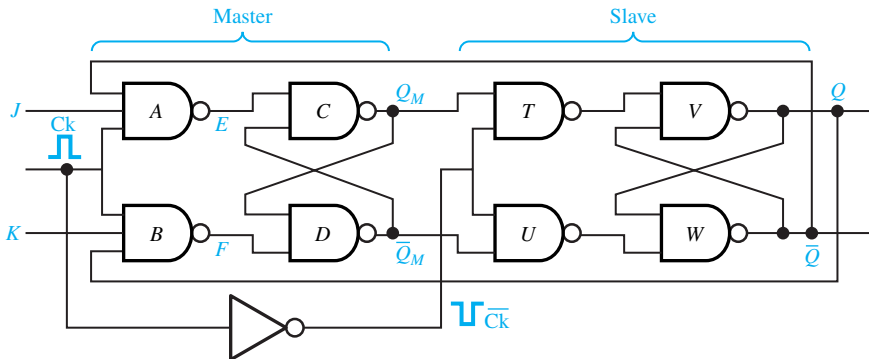 Master Slave
A C Q_M T V Q
J E
Ck
K B F D Q̅_M U W Q̅
C̅k̅